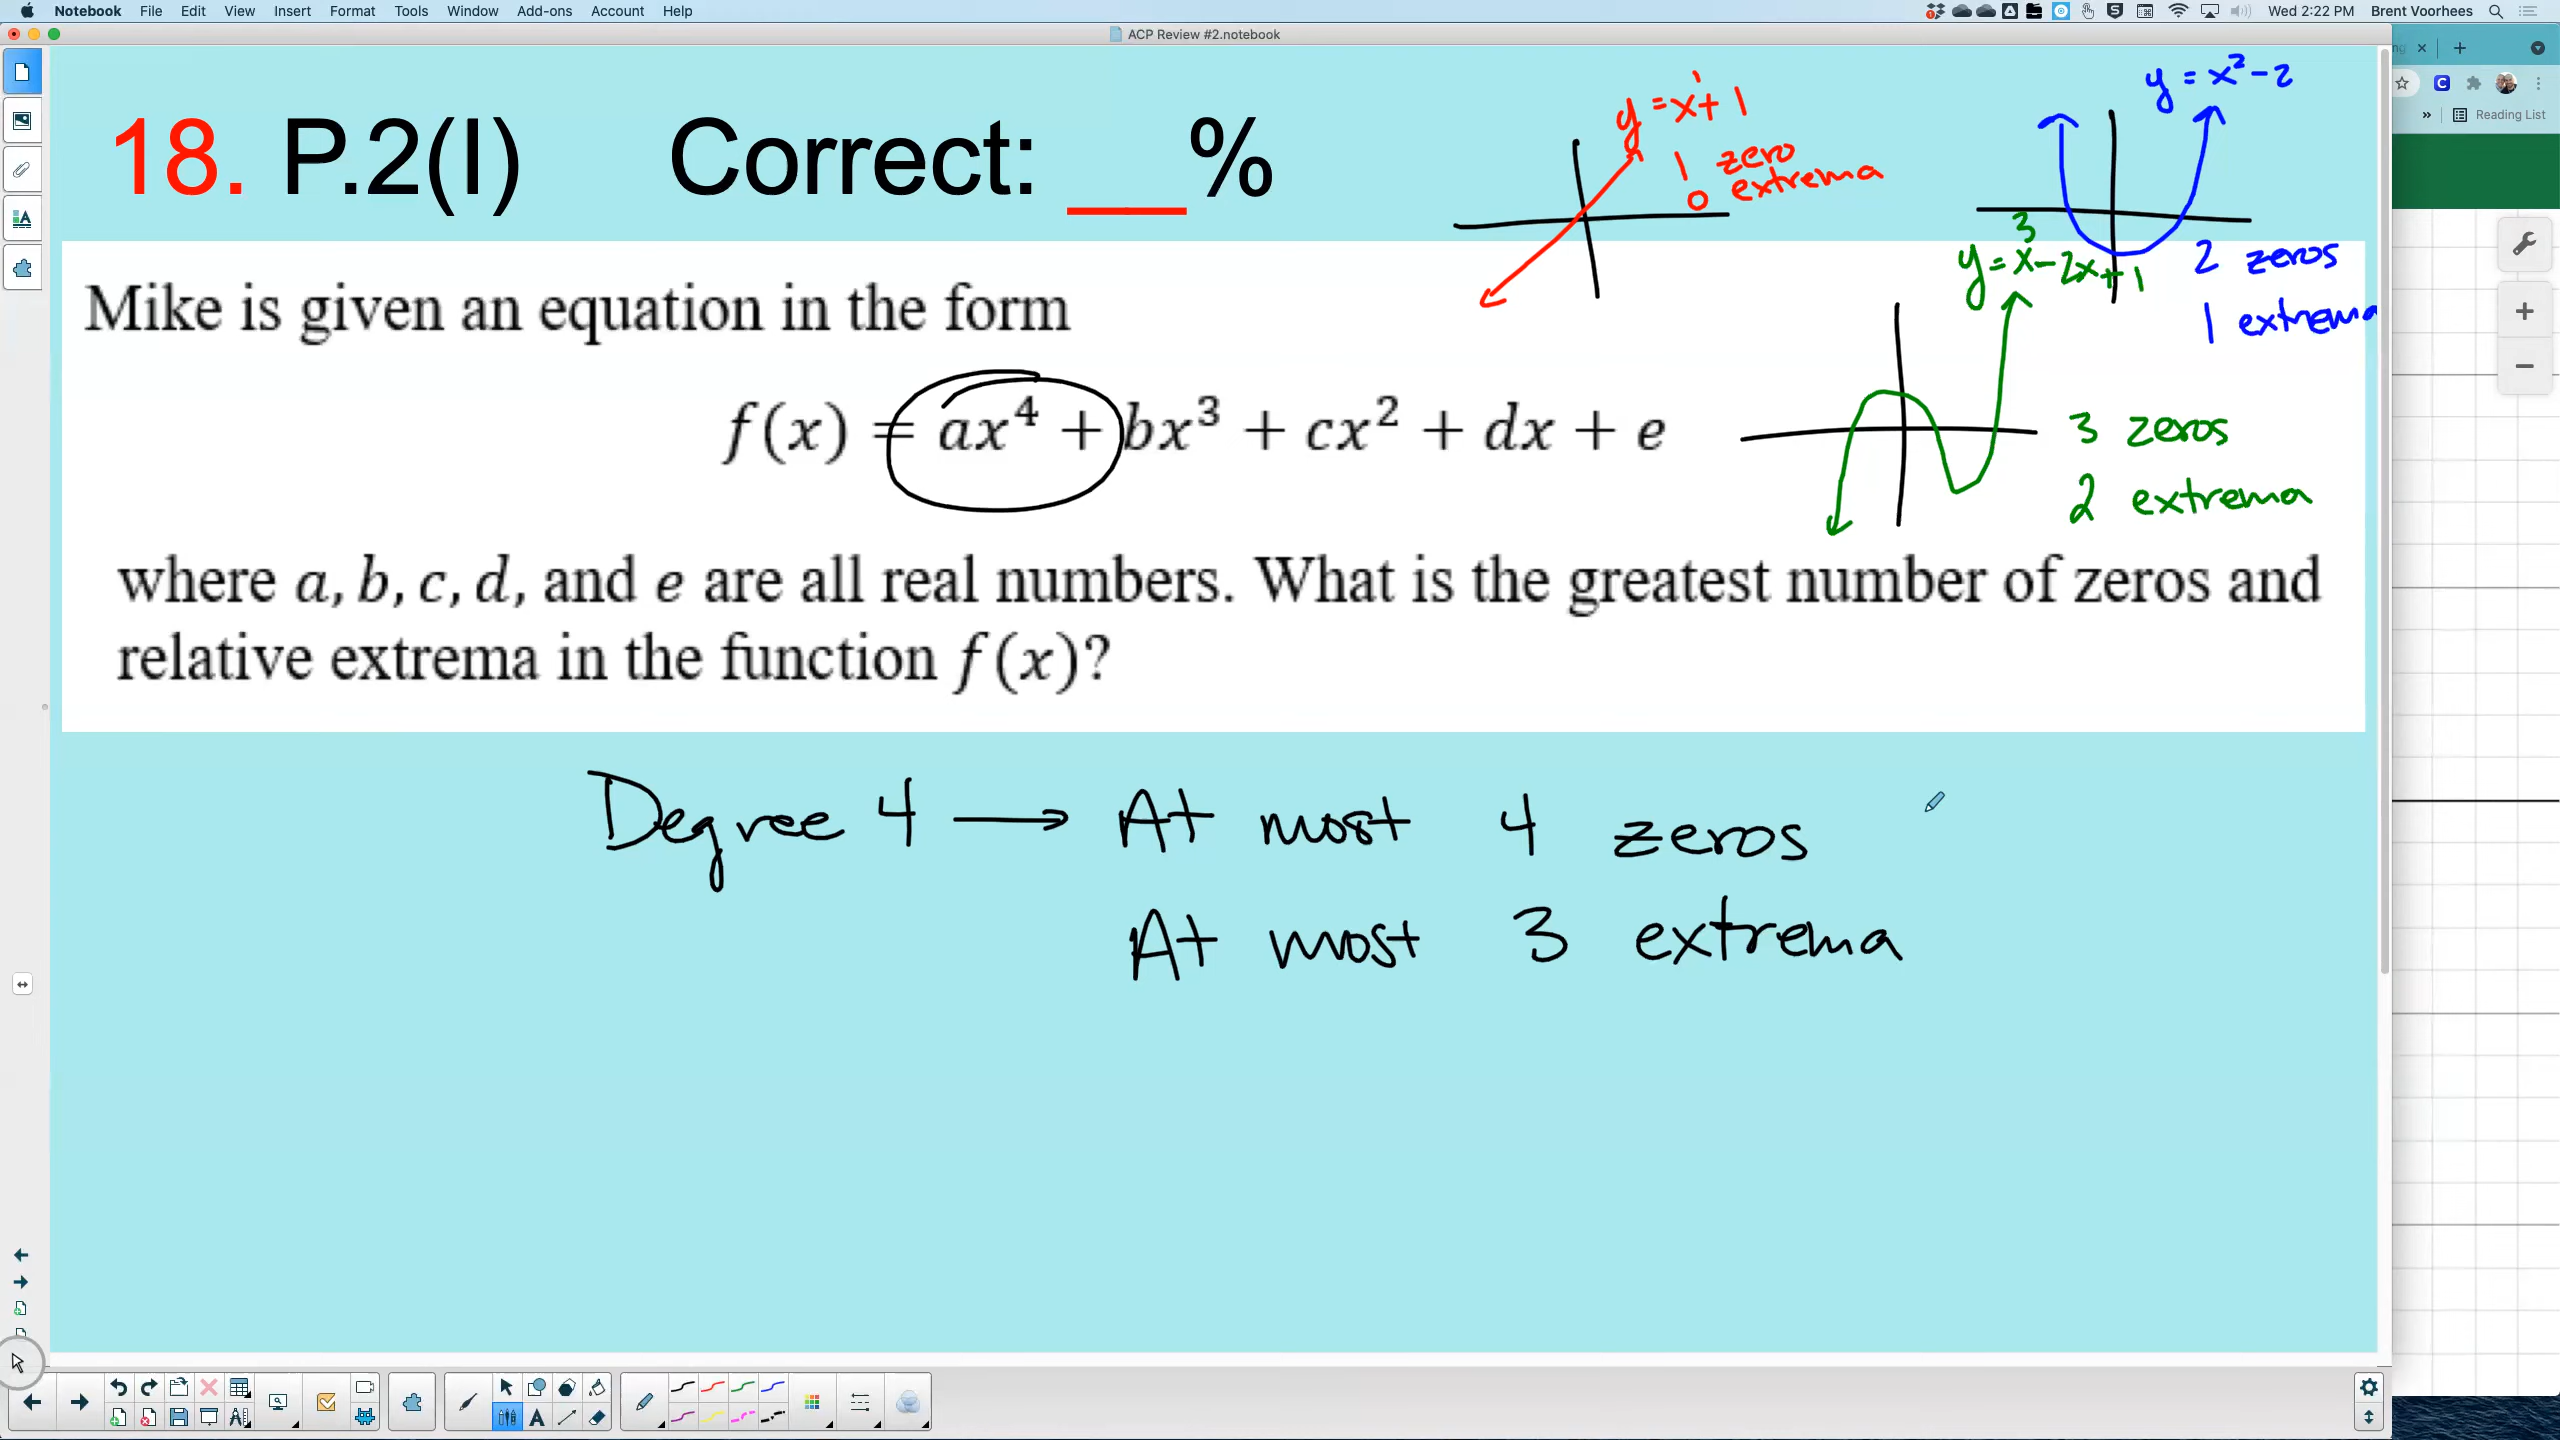 Notebook File Edit View Insert Format Tools Window Add-ons Account Help Wed 2:22 PM Brent Voorhees
ACP Review #2.notebook
Reading List
18. P.2(I) Correct: ___%
y = x¹ + 1
1 zero
0 extrema
y = x² - 2
2 zeros
1 extrema
y = x³ - 2x + 1
3 zeros
2 extrema
Mike is given an equation in the form
f(x) = ax⁴ + bx³ + cx² + dx + e
where a, b, c, d, and e are all real numbers. What is the greatest number of zeros and
relative extrema in the function f(x)?
Degree 4 → At most 4 zeros
At most 3 extrema